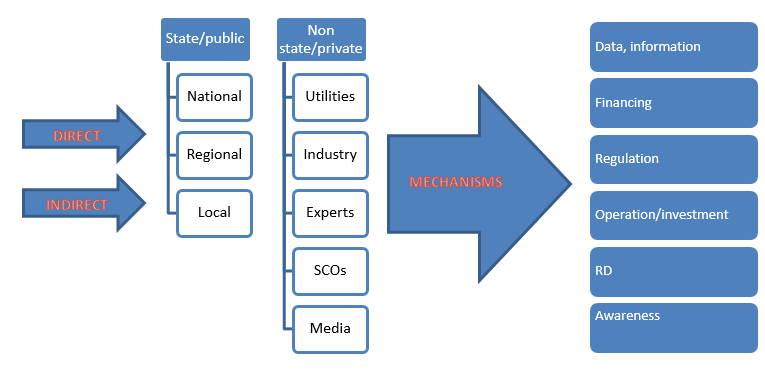 DIRECT
INDIRECT
State/public
National
Regional
Local
Non
state/private
Utilities
Industry
Experts
SCOs
Media
MECHANISMS
Data, information
Financing
Regulation
Operation/investment
RD
Awareness